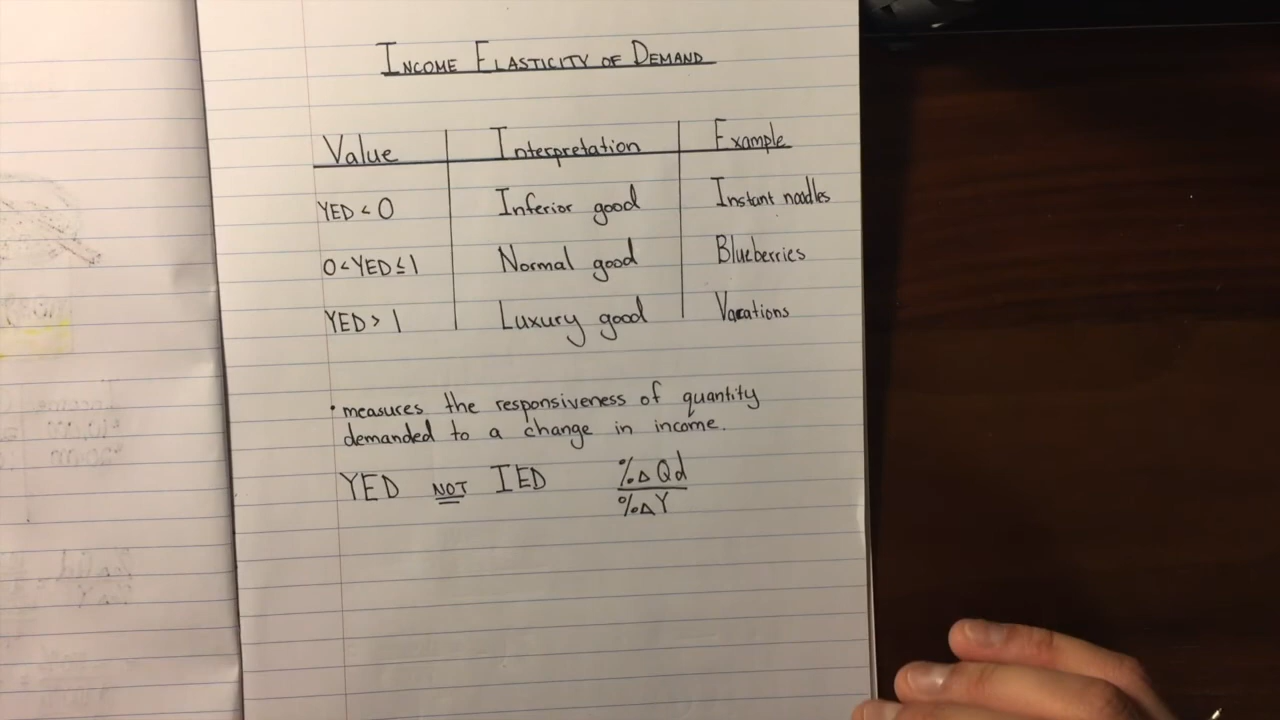 INCOME ELASTICITY OF DEMAND
Value Interpretation Example
YED < 0 Inferior good Instant noodles
0 < YED ≤ 1 Normal good Blueberries
YED > 1 Luxury good Vacations
• measures the responsiveness of quantity
demanded to a change in income.
YED NOT IED %ΔQd
%ΔY